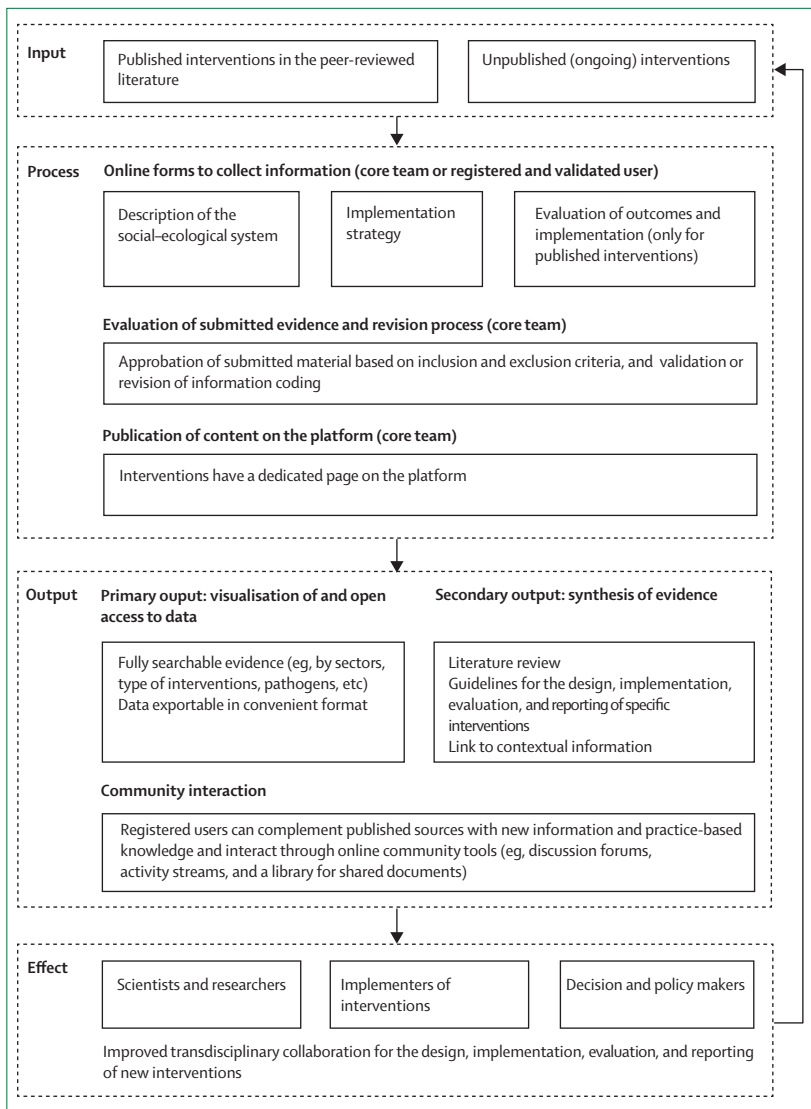 Input
Published interventions in the peer-reviewed
literature
Unpublished (ongoing) interventions
Process
Online forms to collect information (core team or registered and validated user)
Description of the
social–ecological system
Implementation
strategy
Evaluation of outcomes and
implementation (only for
published interventions)
Evaluation of submitted evidence and revision process (core team)
Approbation of submitted material based on inclusion and exclusion criteria, and validation or
revision of information coding
Publication of content on the platform (core team)
Interventions have a dedicated page on the platform
Output
Primary ouput: visualisation of and open
access to data
Fully searchable evidence (eg, by sectors,
type of interventions, pathogens, etc)
Data exportable in convenient format
Secondary output: synthesis of evidence
Literature review
Guidelines for the design, implementation,
evaluation, and reporting of specific
interventions
Link to contextual information
Community interaction
Registered users can complement published sources with new information and practice-based
knowledge and interact through online community tools (eg, discussion forums,
activity streams, and a library for shared documents)
Effect
Scientists and researchers
Implementers of
interventions
Decision and policy makers
Improved transdisciplinary collaboration for the design, implementation, evaluation, and reporting
of new interventions